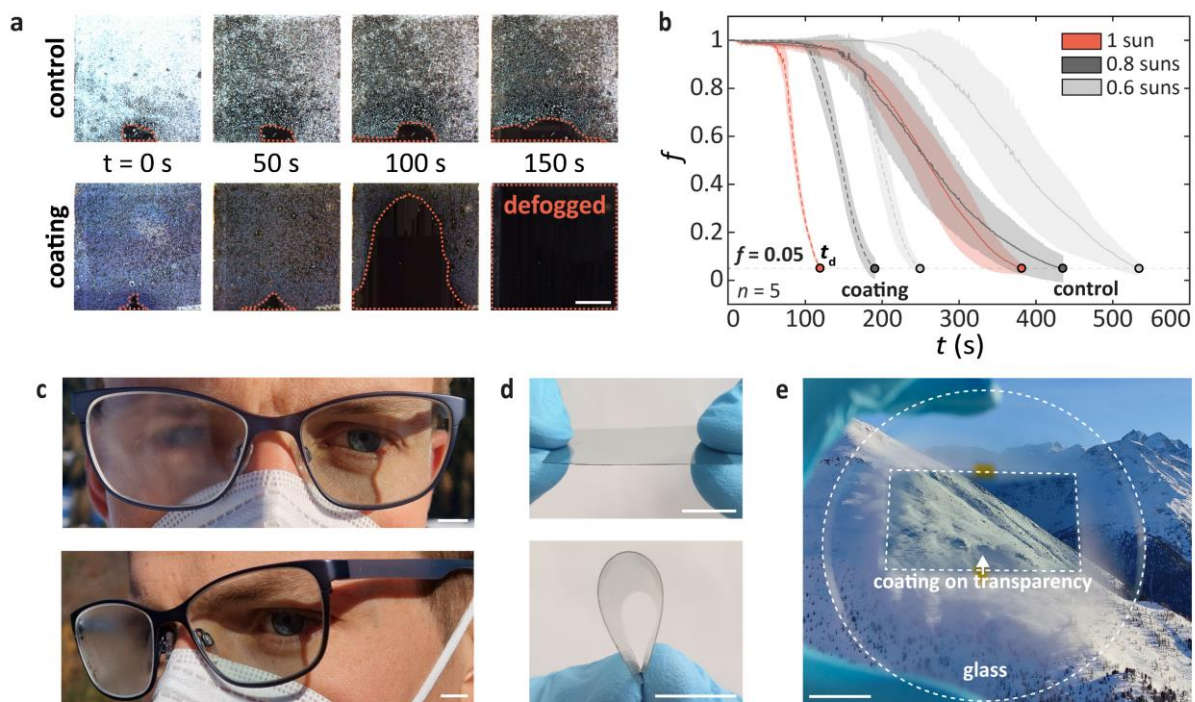 a
control
t = 0 s 50 s 100 s 150 s
coating
defogged
b
1 sun
0.8 suns
0.6 suns
f
1
0.8
0.6
0.4
0.2
0
f = 0.05
t_d
n = 5
coating
control
0 100 200 300 400 500 600
t (s)
c
d
e
coating on transparency
glass